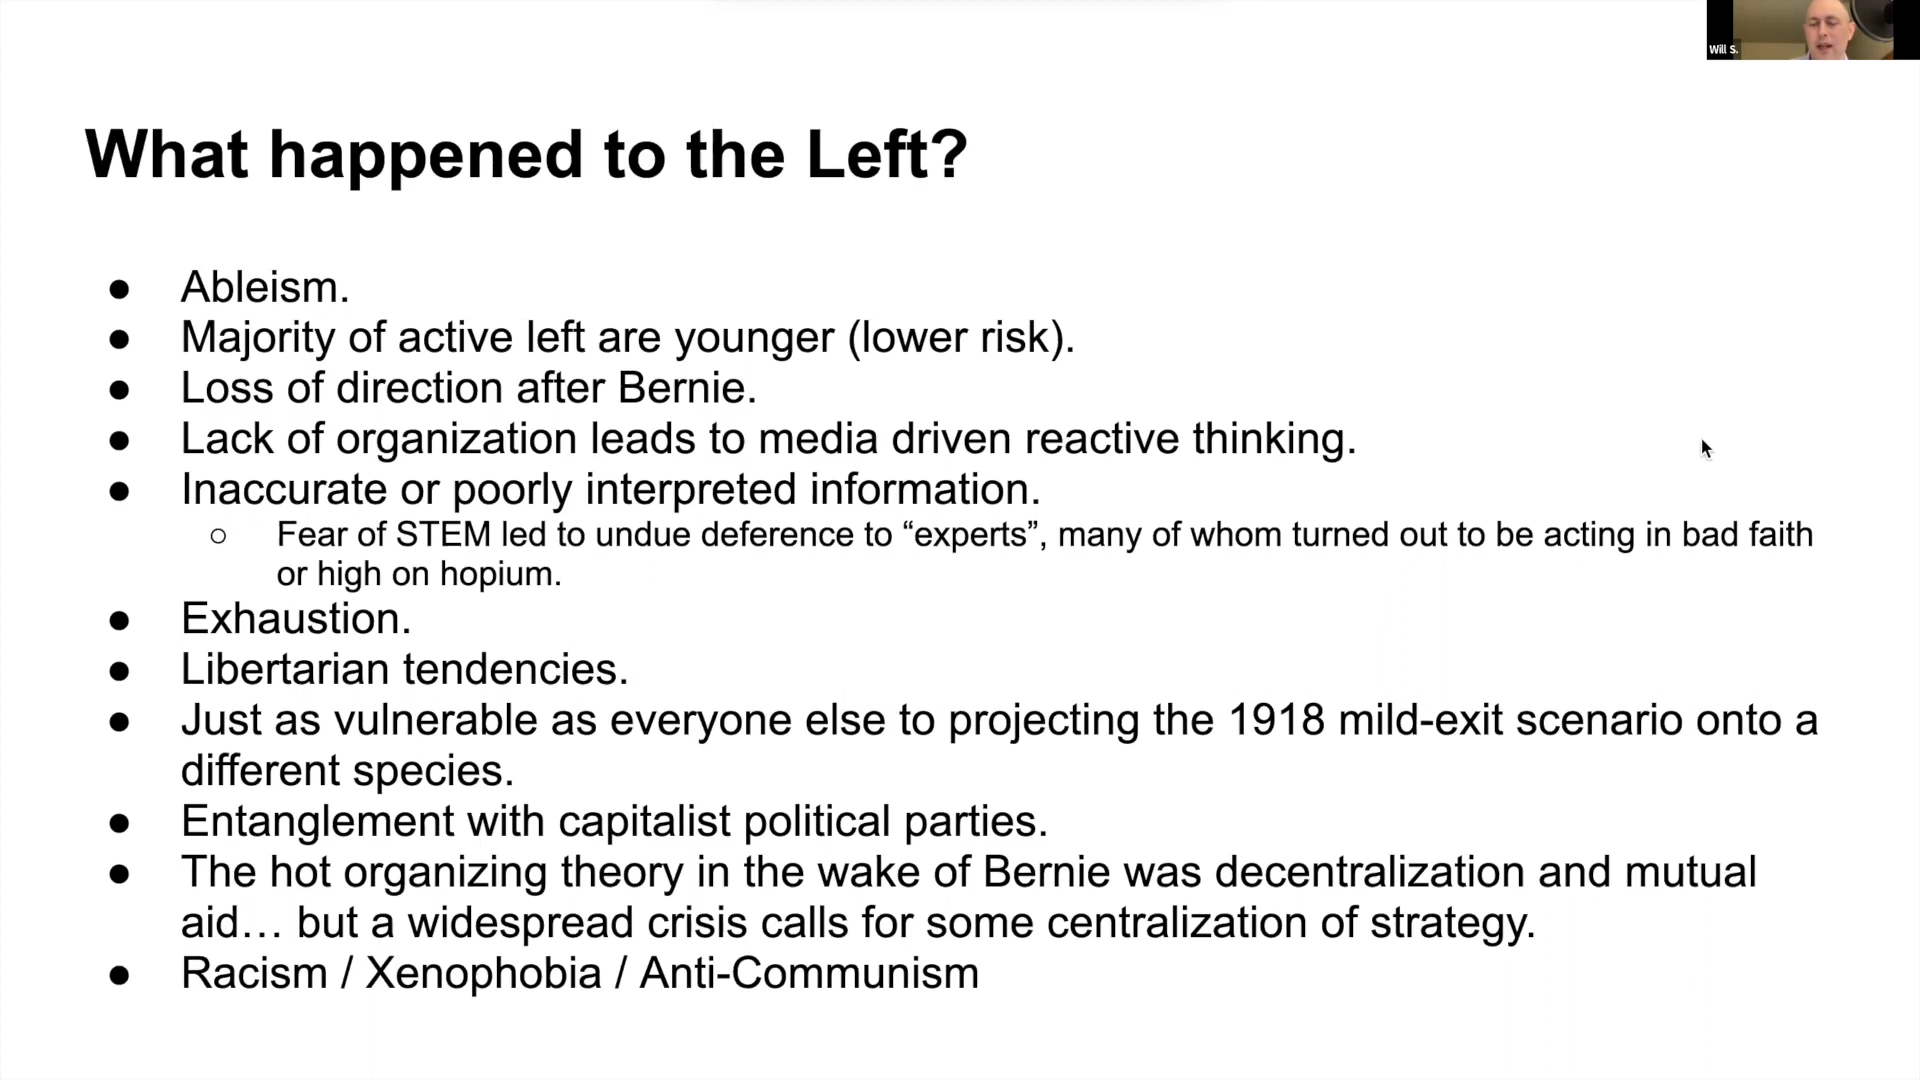 Will S.
What happened to the Left?
● Ableism.
● Majority of active left are younger (lower risk).
● Loss of direction after Bernie.
● Lack of organization leads to media driven reactive thinking.
● Inaccurate or poorly interpreted information.
○ Fear of STEM led to undue deference to “experts”, many of whom turned out to be acting in bad faith
or high on hopium.
● Exhaustion.
● Libertarian tendencies.
● Just as vulnerable as everyone else to projecting the 1918 mild-exit scenario onto a
different species.
● Entanglement with capitalist political parties.
● The hot organizing theory in the wake of Bernie was decentralization and mutual
aid… but a widespread crisis calls for some centralization of strategy.
● Racism / Xenophobia / Anti-Communism